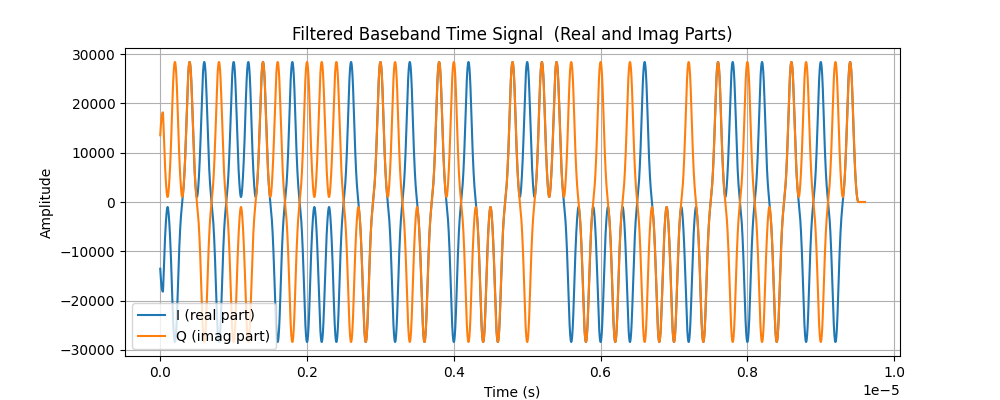 Filtered Baseband Time Signal  (Real and Imag Parts)
Amplitude
30000
20000
10000
0
−10000
−20000
−30000
I (real part)
Q (imag part)
0.0 0.2 0.4 0.6 0.8 1.0
1e−5
Time (s)